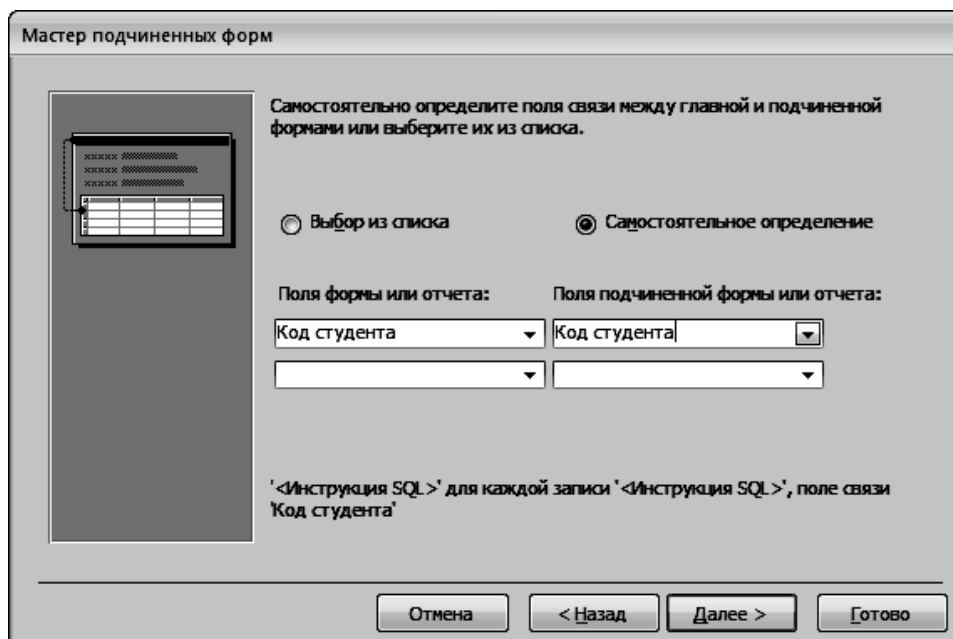 Мастер подчиненных форм
Самостоятельно определите поля связи между главной и подчиненной
формами или выберите их из списка.
Выбор из списка
Самостоятельное определение
Поля формы или отчета:
Поля подчиненной формы или отчета:
Код студента
Код студента
'<Инструкция SQL>' для каждой записи '<Инструкция SQL>', поле связи
'Код студента'
Отмена
< Назад
Далее >
Готово